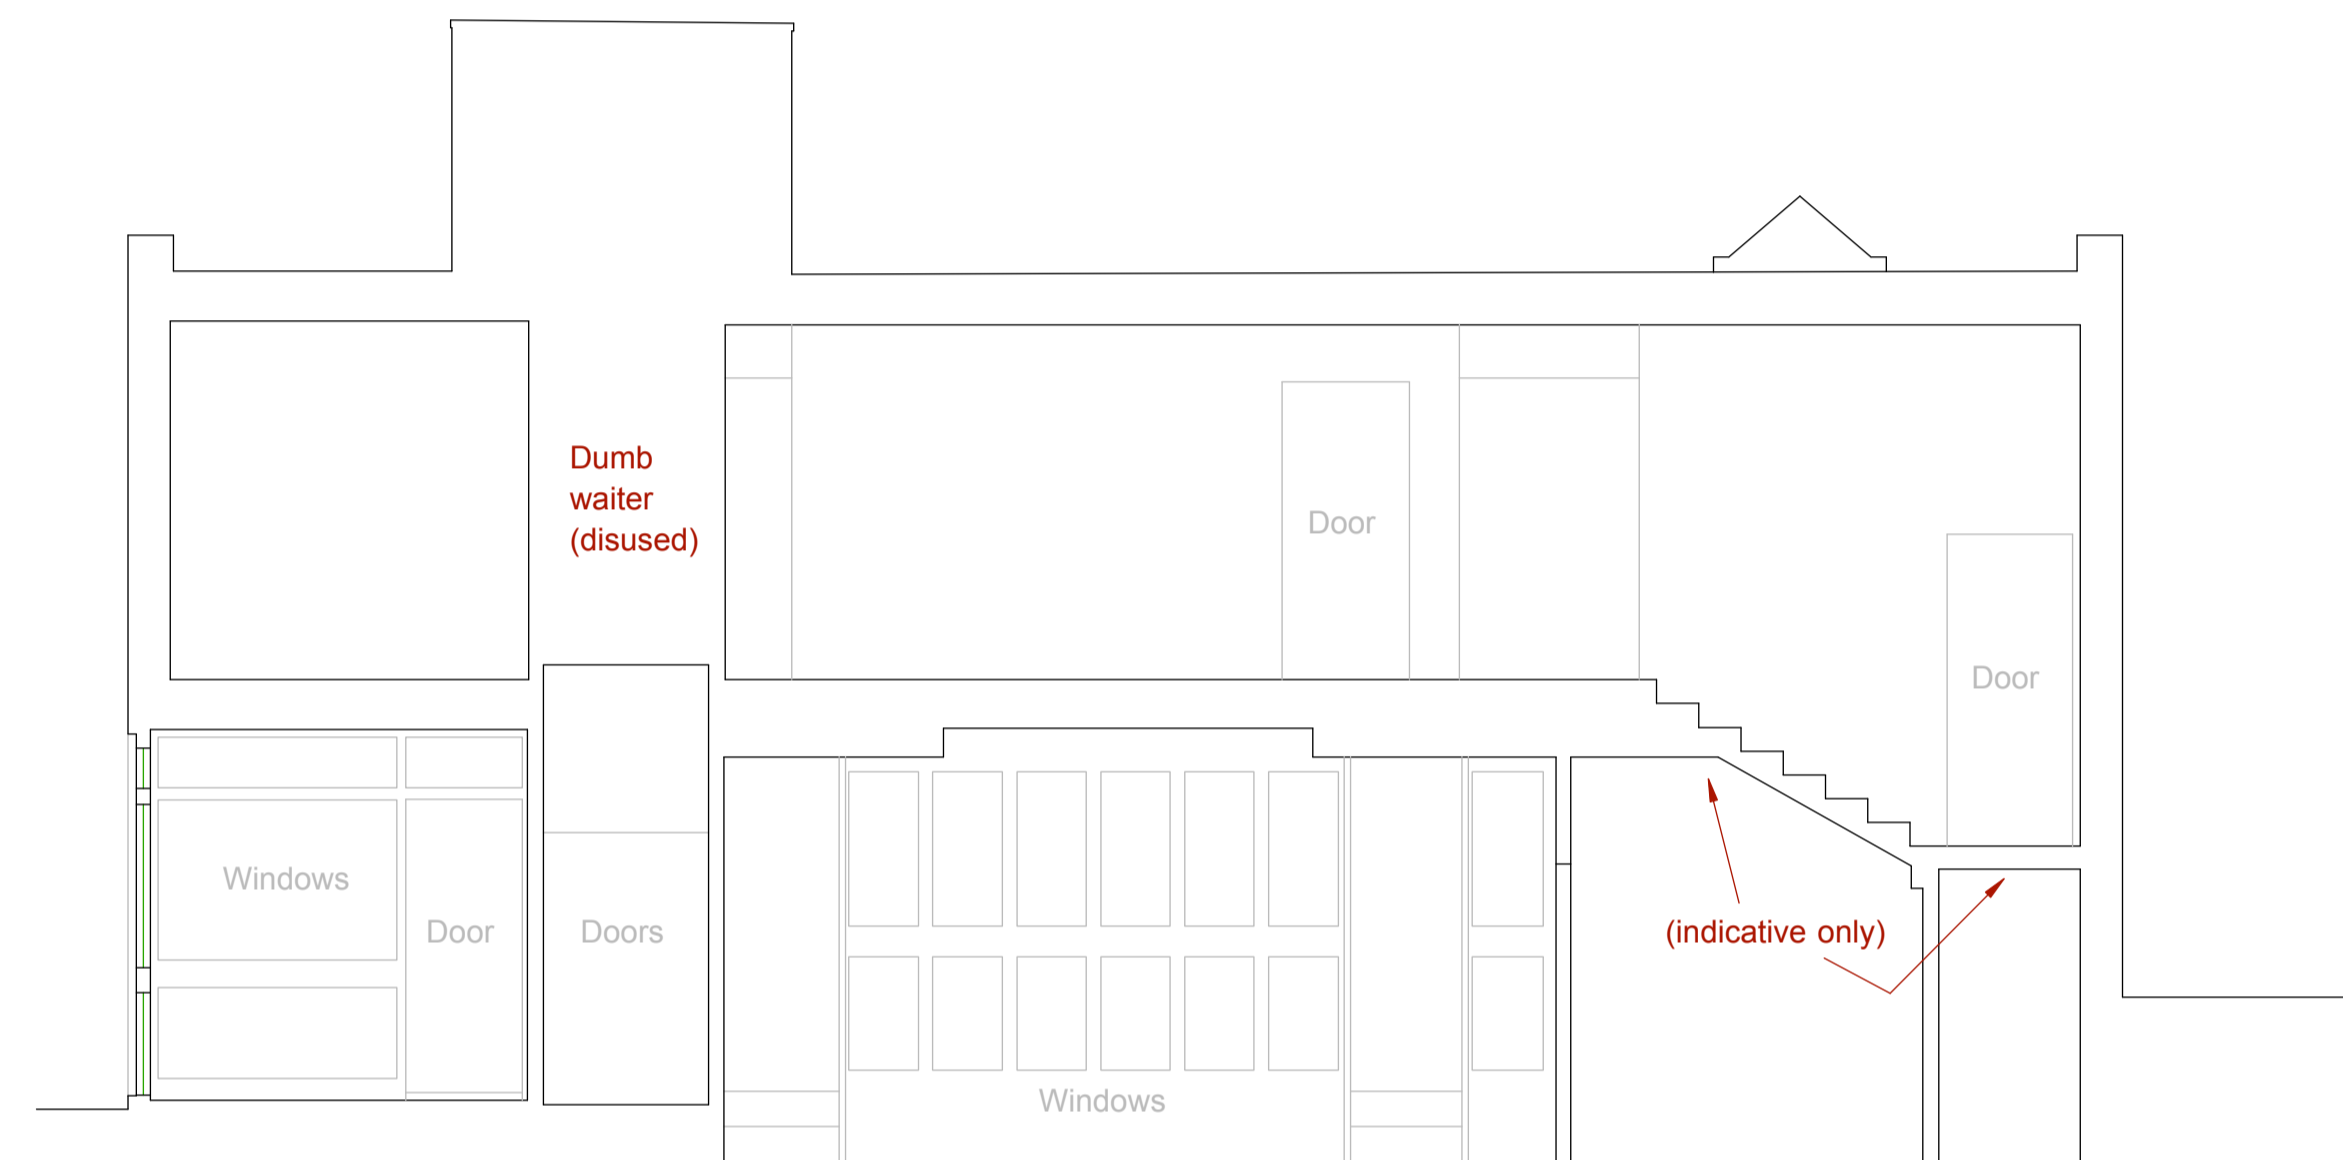 Dumb
waiter
(disused)
Door
Door
Windows
Door
Doors
(indicative only)
Windows